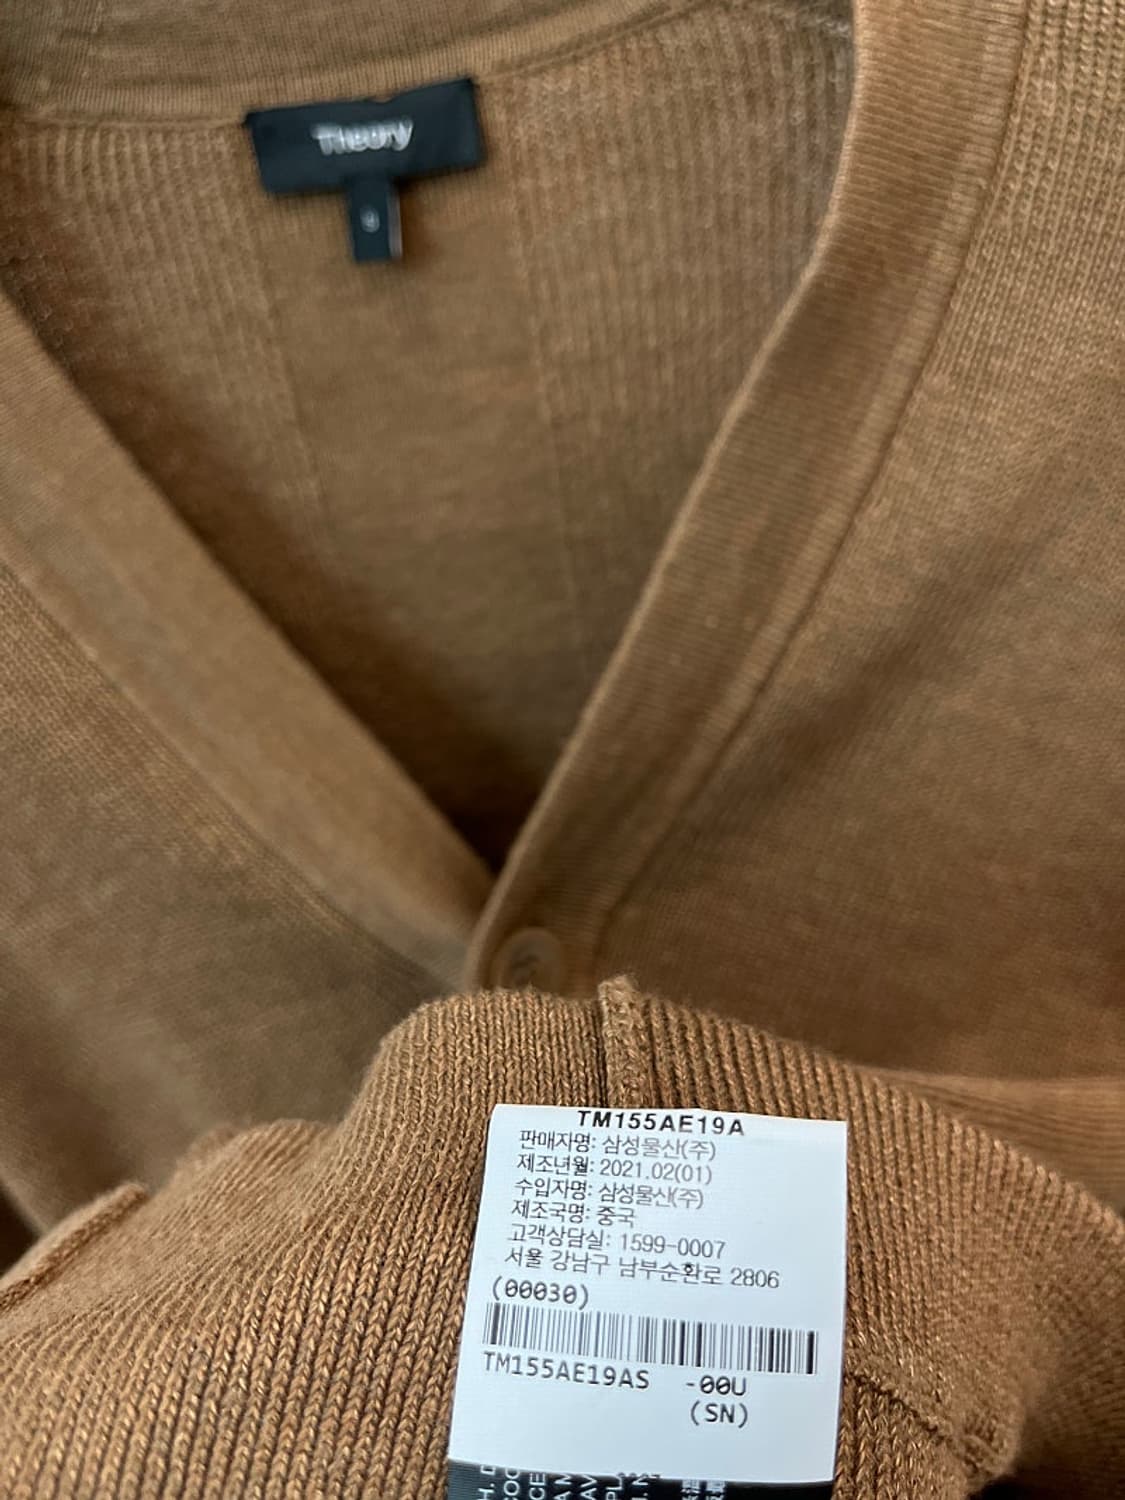 Theory
TM155AE19A
판매자명: 삼성물산(주)
제조년월: 2021.02(01)
수입자명: 삼성물산(주)
제조국명: 중국
고객상담실: 1599-0007
서울 강남구 남부순환로 2806
(00030)
TM155AE19AS -00U
(SN)